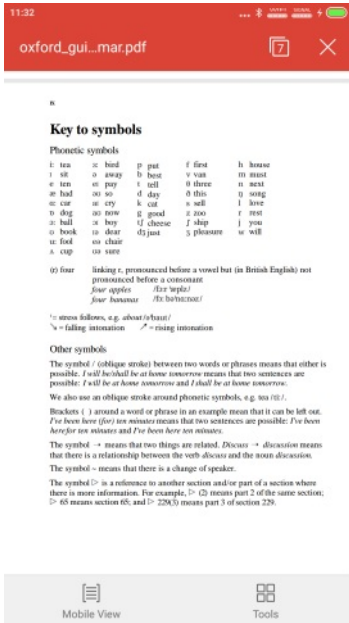 11:32
oxford_gui...mar.pdf
7
Key to symbols
Phonetic symbols
iː tea ɜː bird p put f first h house
ɪ sit ə away b best v van m must
e ten eɪ pay t tell θ three n next
æ bad əʊ so d day ð this ŋ song
ɑː car aɪ cry k cat s sell l love
ɒ dog aʊ now g good z zoo r rest
ɔː ball ɔɪ boy tʃ cheese ʃ ship j you
ʊ book ɪə dear dʒ just ʒ pleasure w will
uː fool eə chair
ʌ cup ʊə sure
(r) four linking r, pronounced before a vowel but (in British English) not
pronounced before a consonant
four apples /fɔːr ˈæplz/
four bananas /fɔː bəˈnɑːnəz/
ˈ= stress follows, e.g. about /əˈbaʊt/
↘ = falling intonation ↗ = rising intonation
Other symbols
The symbol / (oblique stroke) between two words or phrases means that either is
possible. I will be/shall be at home tomorrow means that two sentences are
possible: I will be at home tomorrow and I shall be at home tomorrow.
We also use an oblique stroke around phonetic symbols, e.g. tea /tiː/.
Brackets ( ) around a word or phrase in an example mean that it can be left out.
I've been here (for) ten minutes means that two sentences are possible: I've been
here for ten minutes and I've been here ten minutes.
The symbol → means that two things are related. Discuss → discussion means
that there is a relationship between the verb discuss and the noun discussion.
The symbol ~ means that there is a change of speaker.
The symbol ▷ is a reference to another section and/or part of a section where
there is more information. For example, ▷ (2) means part 2 of the same section;
▷ 65 means section 65; and ▷ 229(3) means part 3 of section 229.
Mobile View Tools